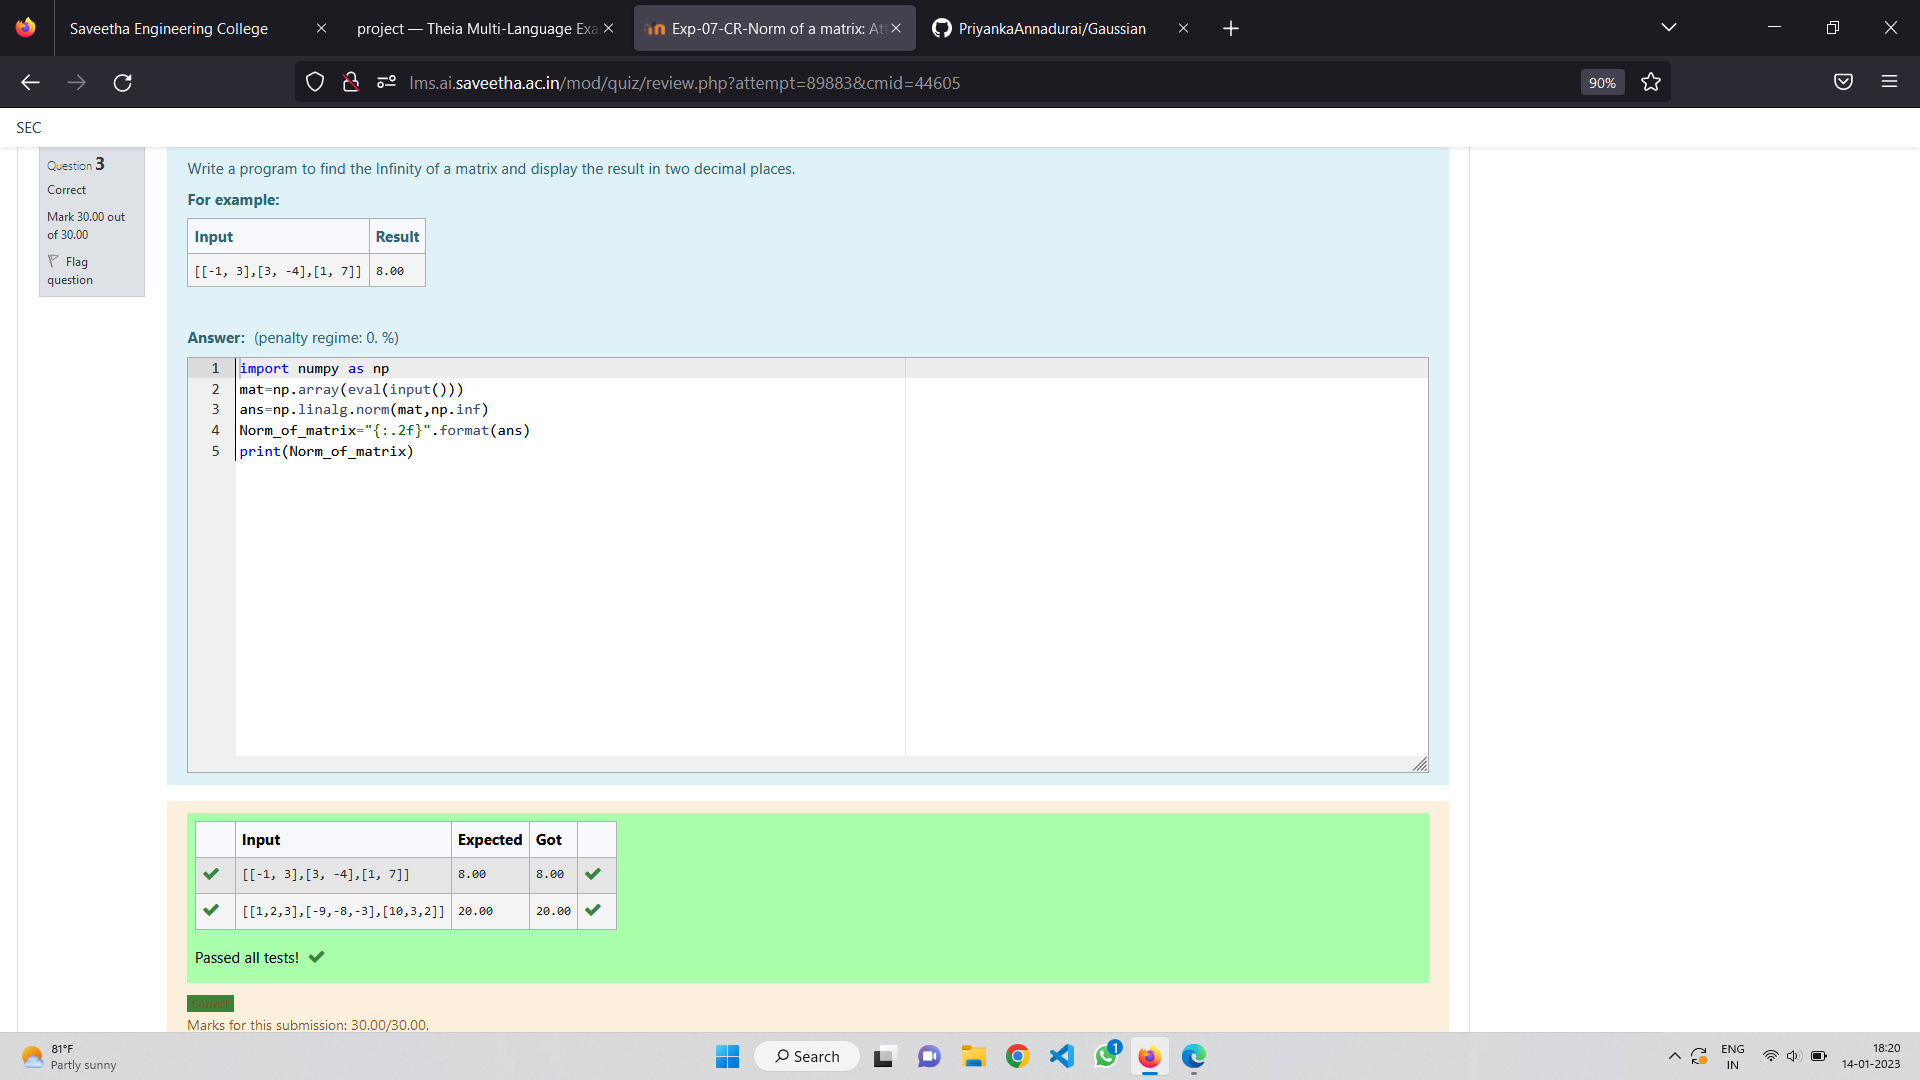 Saveetha Engineering College
project — Theia Multi-Language Exa
Exp-07-CR-Norm of a matrix: Att
PriyankaAnnadurai/Gaussian
lms.ai.saveetha.ac.in/mod/quiz/review.php?attempt=89883&cmid=44605
90%
SEC
Question 3
Correct
Mark 30.00 out
of 30.00
Flag
question
Write a program to find the Infinity of a matrix and display the result in two decimal places.
For example:
Input Result
[[-1, 3],[3, -4],[1, 7]] 8.00
Answer: (penalty regime: 0. %)
1 import numpy as np
2 mat=np.array(eval(input()))
3 ans=np.linalg.norm(mat,np.inf)
4 Norm_of_matrix="{:.2f}".format(ans)
5 print(Norm_of_matrix)
Input Expected Got
[[-1, 3],[3, -4],[1, 7]] 8.00 8.00
[[1,2,3],[-9,-8,-3],[10,3,2]] 20.00 20.00
Passed all tests!
Correct
Marks for this submission: 30.00/30.00.
81°F
Partly sunny
Search
1
ENG
IN
18:20
14-01-2023